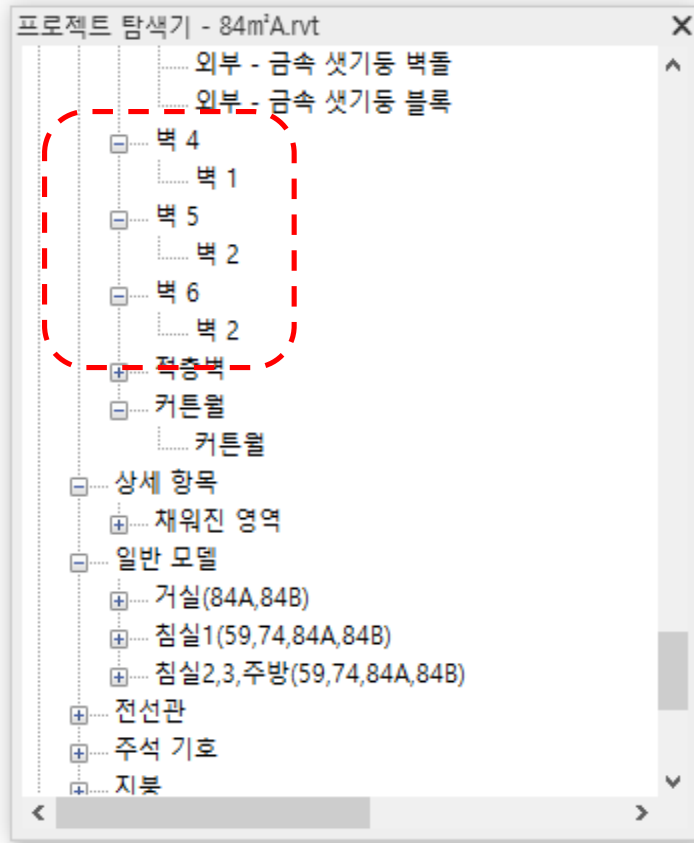 프로젝트 탐색기 - 84㎡A.rvt
외부 - 금속 샛기둥 벽돌
외부 - 금속 샛기둥 블록
벽 4
벽 1
벽 5
벽 2
벽 6
벽 2
적층벽
커튼월
커튼월
상세 항목
채워진 영역
일반 모델
거실(84A,84B)
침실1(59,74,84A,84B)
침실2,3,주방(59,74,84A,84B)
전선관
주석 기호
지붕